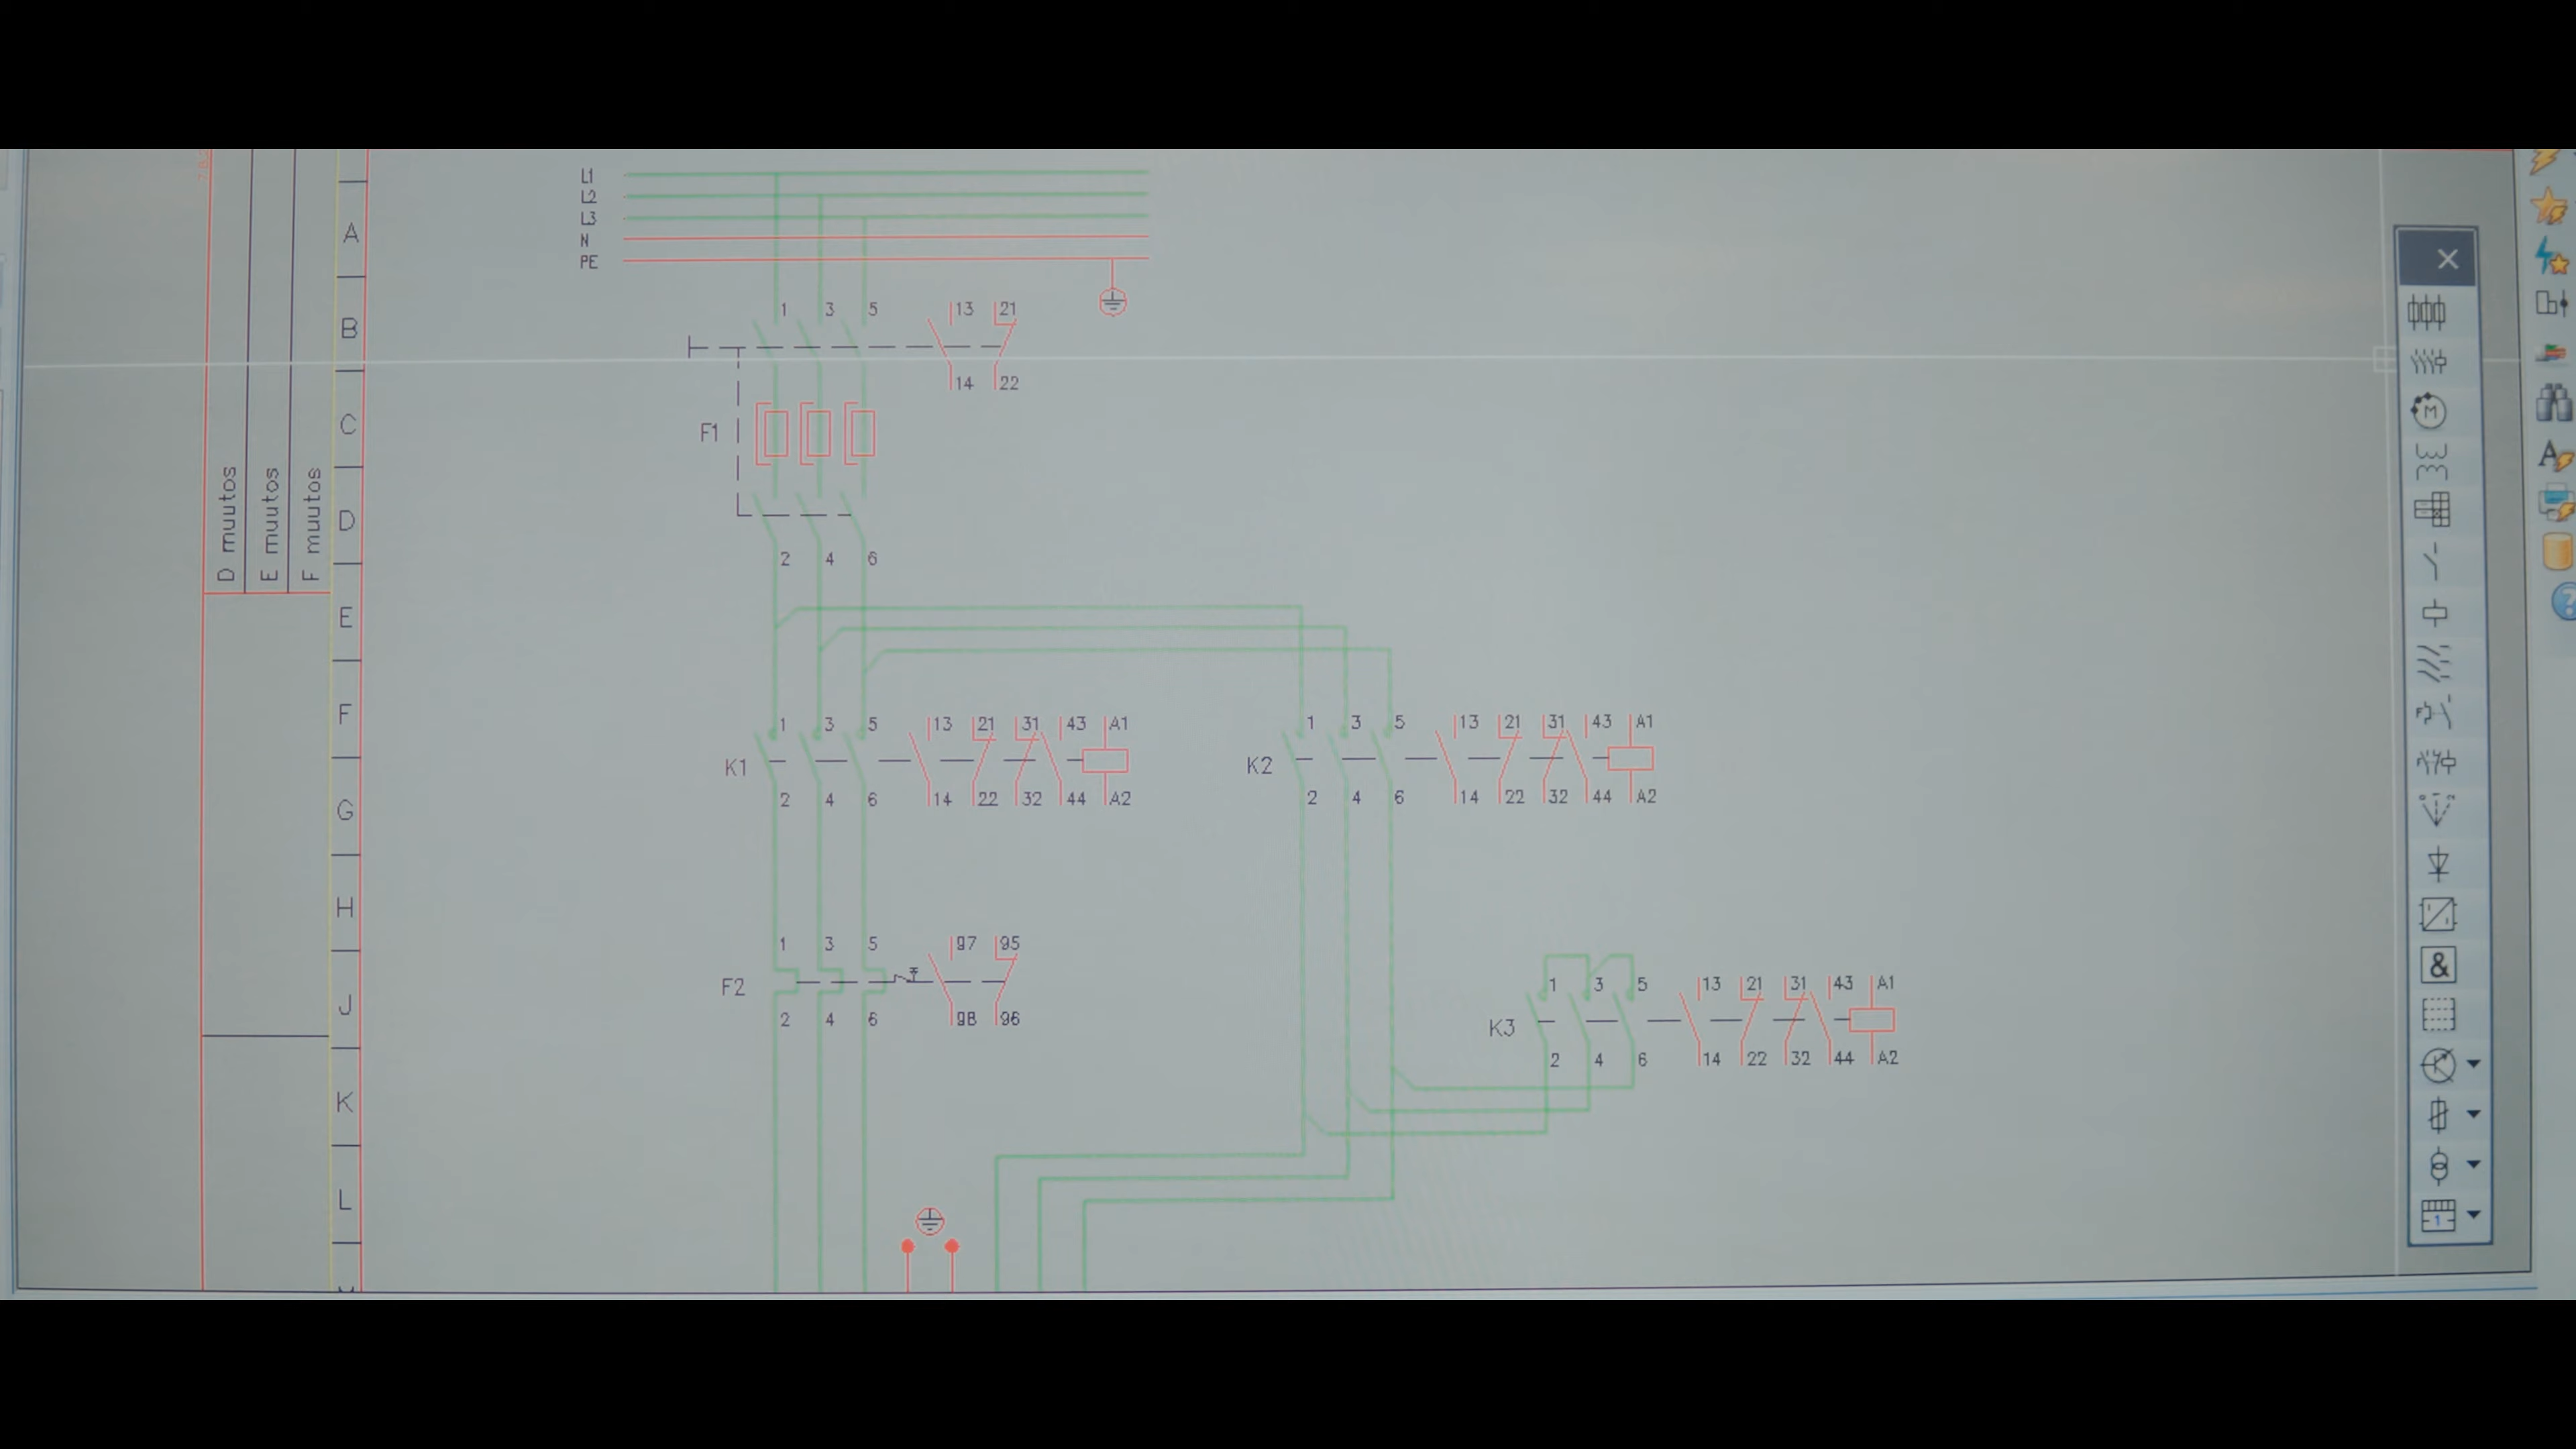 L1
L2
L3
N
PE
A
B
C
D
E
F
G
H
J
K
L
D muutos
E muutos
F muutos
1 3 5 13 21
14 22
F1
2 4 6
1 3 5 13 21 31 43 A1
K1
2 4 6 14 22 32 44 A2
1 3 5 13 21 31 43 A1
K2
2 4 6 14 22 32 44 A2
1 3 5 97 95
F2
2 4 6 98 96
1 3 5 13 21 31 43 A1
K3
2 4 6 14 22 32 44 A2
M
&
1
A
?